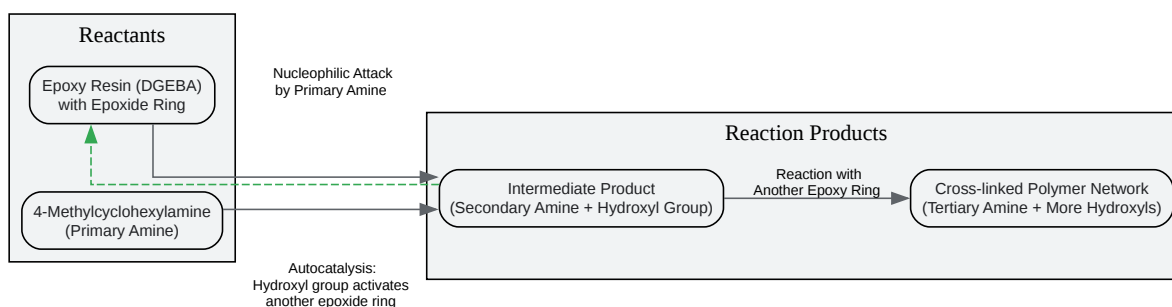 Reactants
Epoxy Resin (DGEBA)
with Epoxide Ring
4-Methylcyclohexylamine
(Primary Amine)
Nucleophilic Attack
by Primary Amine
Autocatalysis:
Hydroxyl group activates
another epoxide ring
Reaction Products
Intermediate Product
(Secondary Amine + Hydroxyl Group)
Reaction with
Another Epoxy Ring
Cross-linked Polymer Network
(Tertiary Amine + More Hydroxyls)